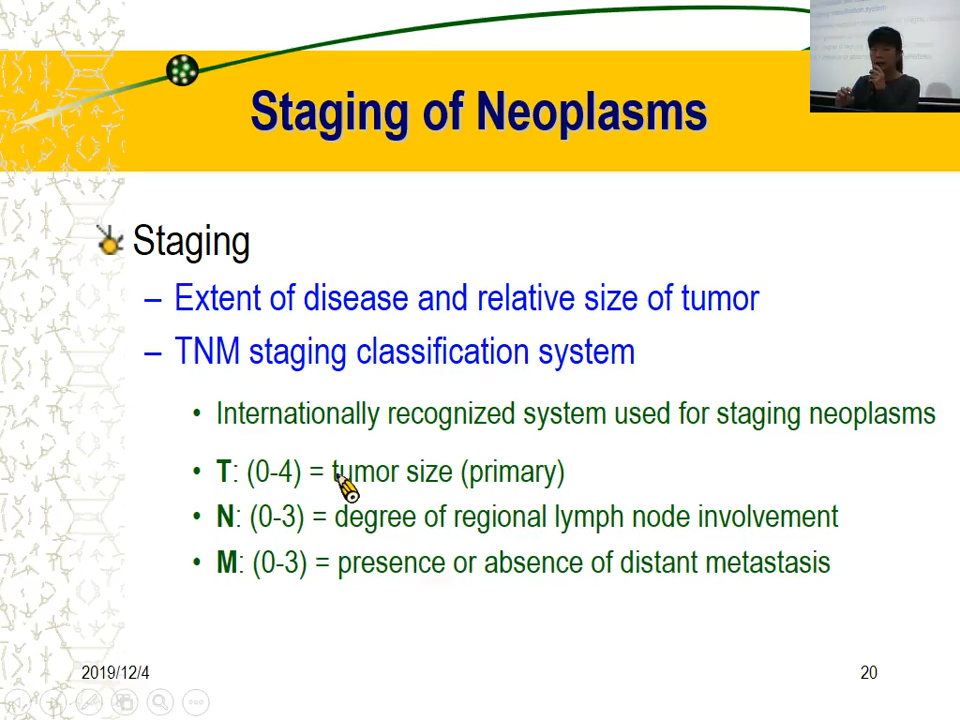 Staging of Neoplasms
Staging
– Extent of disease and relative size of tumor
– TNM staging classification system
• Internationally recognized system used for staging neoplasms
• T: (0-4) = tumor size (primary)
• N: (0-3) = degree of regional lymph node involvement
• M: (0-3) = presence or absence of distant metastasis
2019/12/4
20